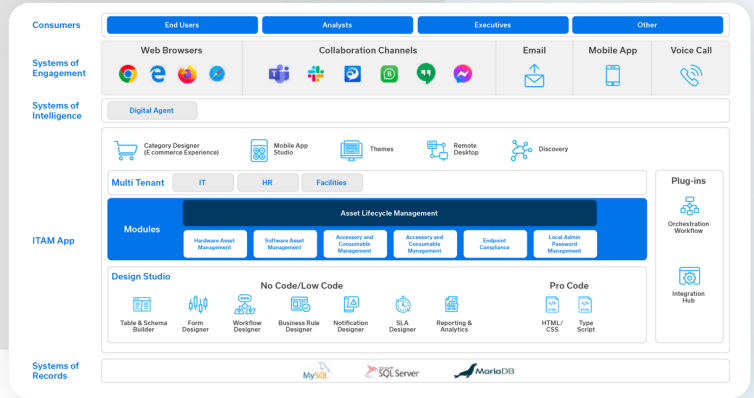 Consumers
End Users
Analysts
Executives
Other
Systems of
Engagement
Web Browsers
Collaboration Channels
Email
Mobile App
Voice Call
Systems of
Intelligence
Digital Agent
ITAM App
Category Designer
(E commerce Experience)
Mobile App
Studio
Themes
Remote
Desktop
Discovery
Multi Tenant
IT
HR
Facilities
Modules
Asset Lifecycle Management
Hardware Asset
Management
Software Asset
Management
Accessory and
Consumable
Management
Accessory and
Consumable
Management
Endpoint
Compliance
Local Admin
Password
Management
Plug-ins
Orchestration
Workflow
Integration
Hub
Design Studio
No Code/Low Code
Pro Code
Table & Schema
Builder
Form
Designer
Workflow
Designer
Business Rule
Designer
Notification
Designer
SLA
Designer
Reporting &
Analytics
HTML/
CSS
Type
Script
Systems of
Records
MySQL
SQL Server
MariaDB